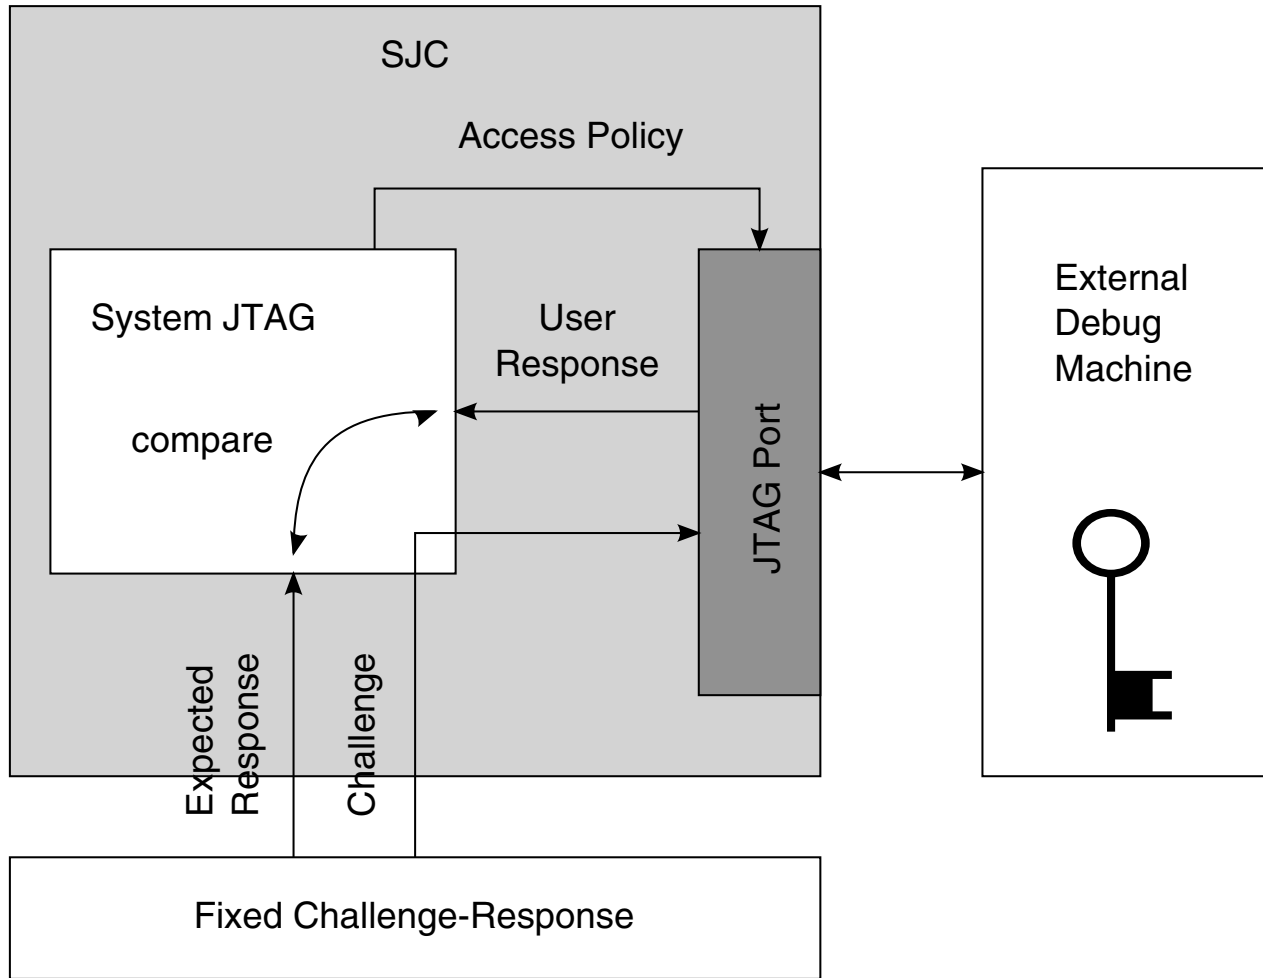 SJC
Access Policy
System JTAG
User
Response
compare
JTAG Port
External
Debug
Machine
Expected
Response
Challenge
Fixed Challenge-Response